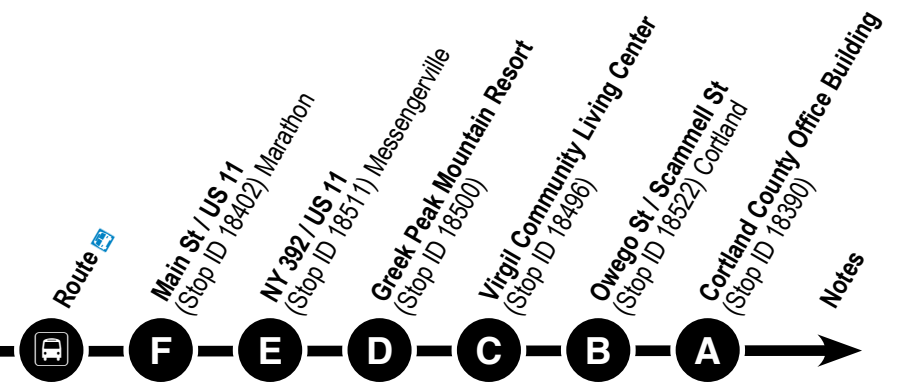 Route
Main St / US 11
(Stop ID 18402) Marathon
NY 392 / US 11
(Stop ID 18511) Messengerville
Greek Peak Mountain Resort
(Stop ID 18500)
Virgil Community Living Center
(Stop ID 18496)
Owego St / Scammell St
(Stop ID 18522) Cortland
Cortland County Office Building
(Stop ID 18390)
Notes
F E D C B A